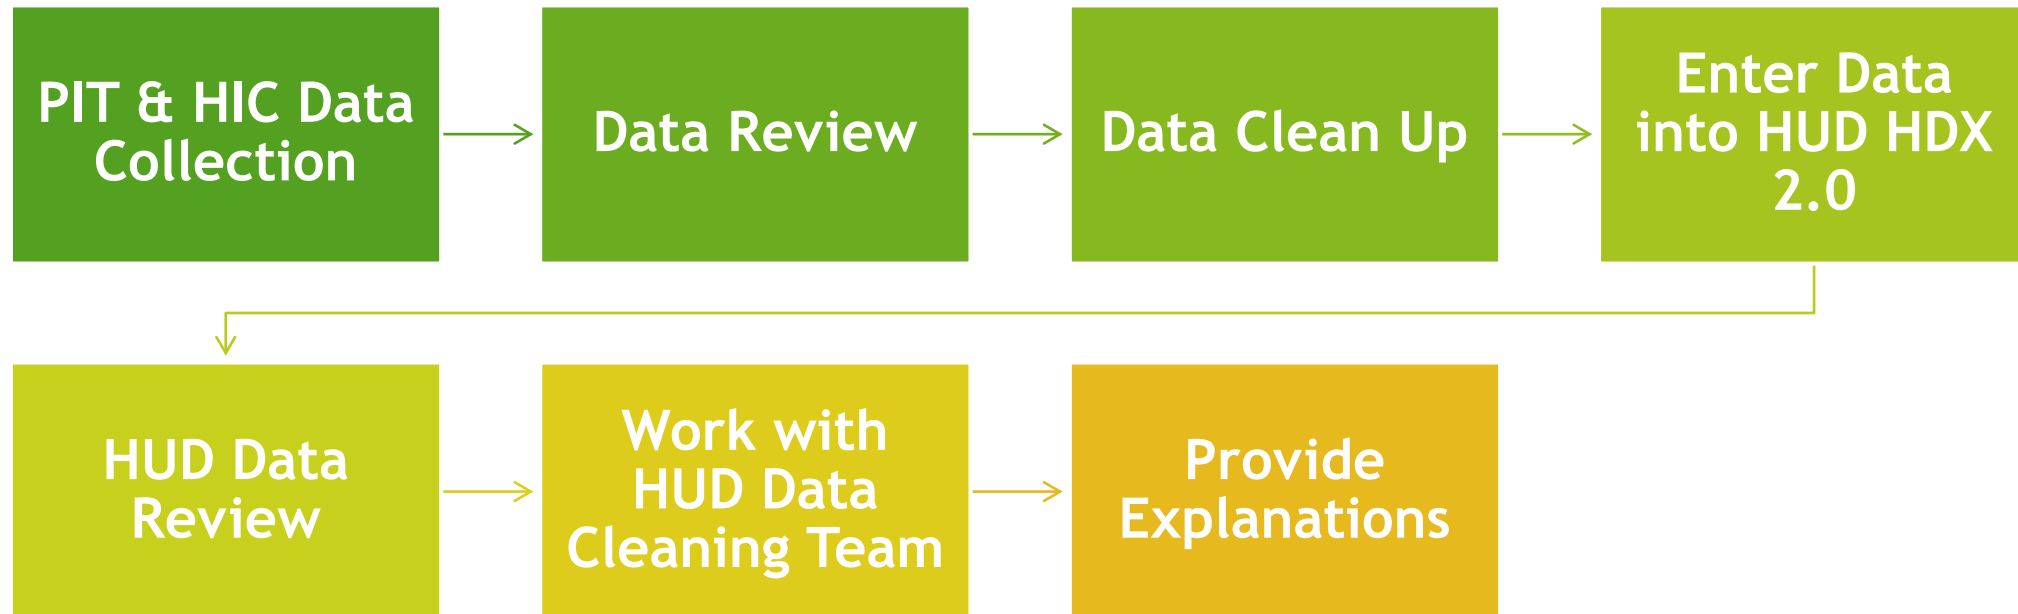 PIT & HIC Data
Collection
Data Review
Data Clean Up
Enter Data
into HUD HDX
2.0
HUD Data
Review
Work with
HUD Data
Cleaning Team
Provide
Explanations